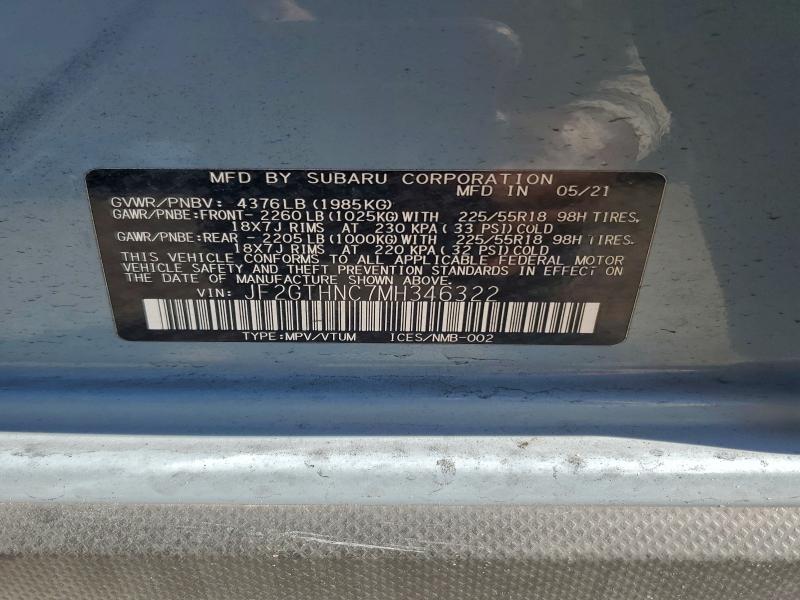 MFD BY SUBARU CORPORATION
MFD IN 05/21
GVWR/PNBV: 4376LB (1985KG)
GAWR/PNBE:FRONT- 2260LB (1025KG) WITH 225/55R18 98H TIRES,
18X7J RIMS AT 230 KPA (33 PSI) COLD
GAWR/PNBE:REAR - 2205LB (1000KG) WITH 225/55R18 98H TIRES.
18X7J RIMS AT 220 KPA (32 PSI) COLD
THIS VEHICLE CONFORMS TO ALL APPLICABLE FEDERAL MOTOR
VEHICLE SAFETY AND THEFT PREVENTION STANDARDS IN EFFECT ON
THE DATE OF MANUFACTURE SHOWN ABOVE.
VIN: JF2GTHNC7MH346322
TYPE:MPV/VTUM ICES/NMB-002